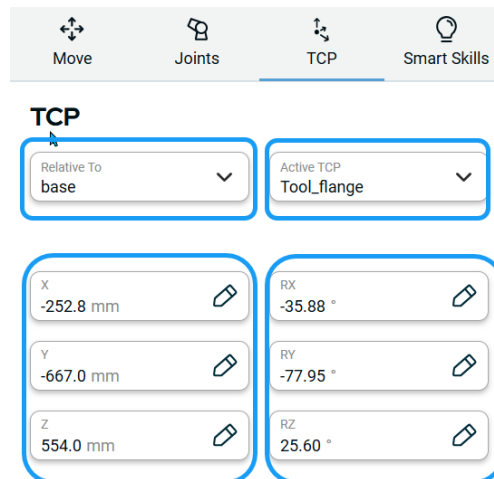 Move Joints TCP Smart Skills
TCP
Relative To Active TCP
base Tool_flange
X RX
-252.8 mm -35.88 °
Y RY
-667.0 mm -77.95 °
Z RZ
554.0 mm 25.60 °